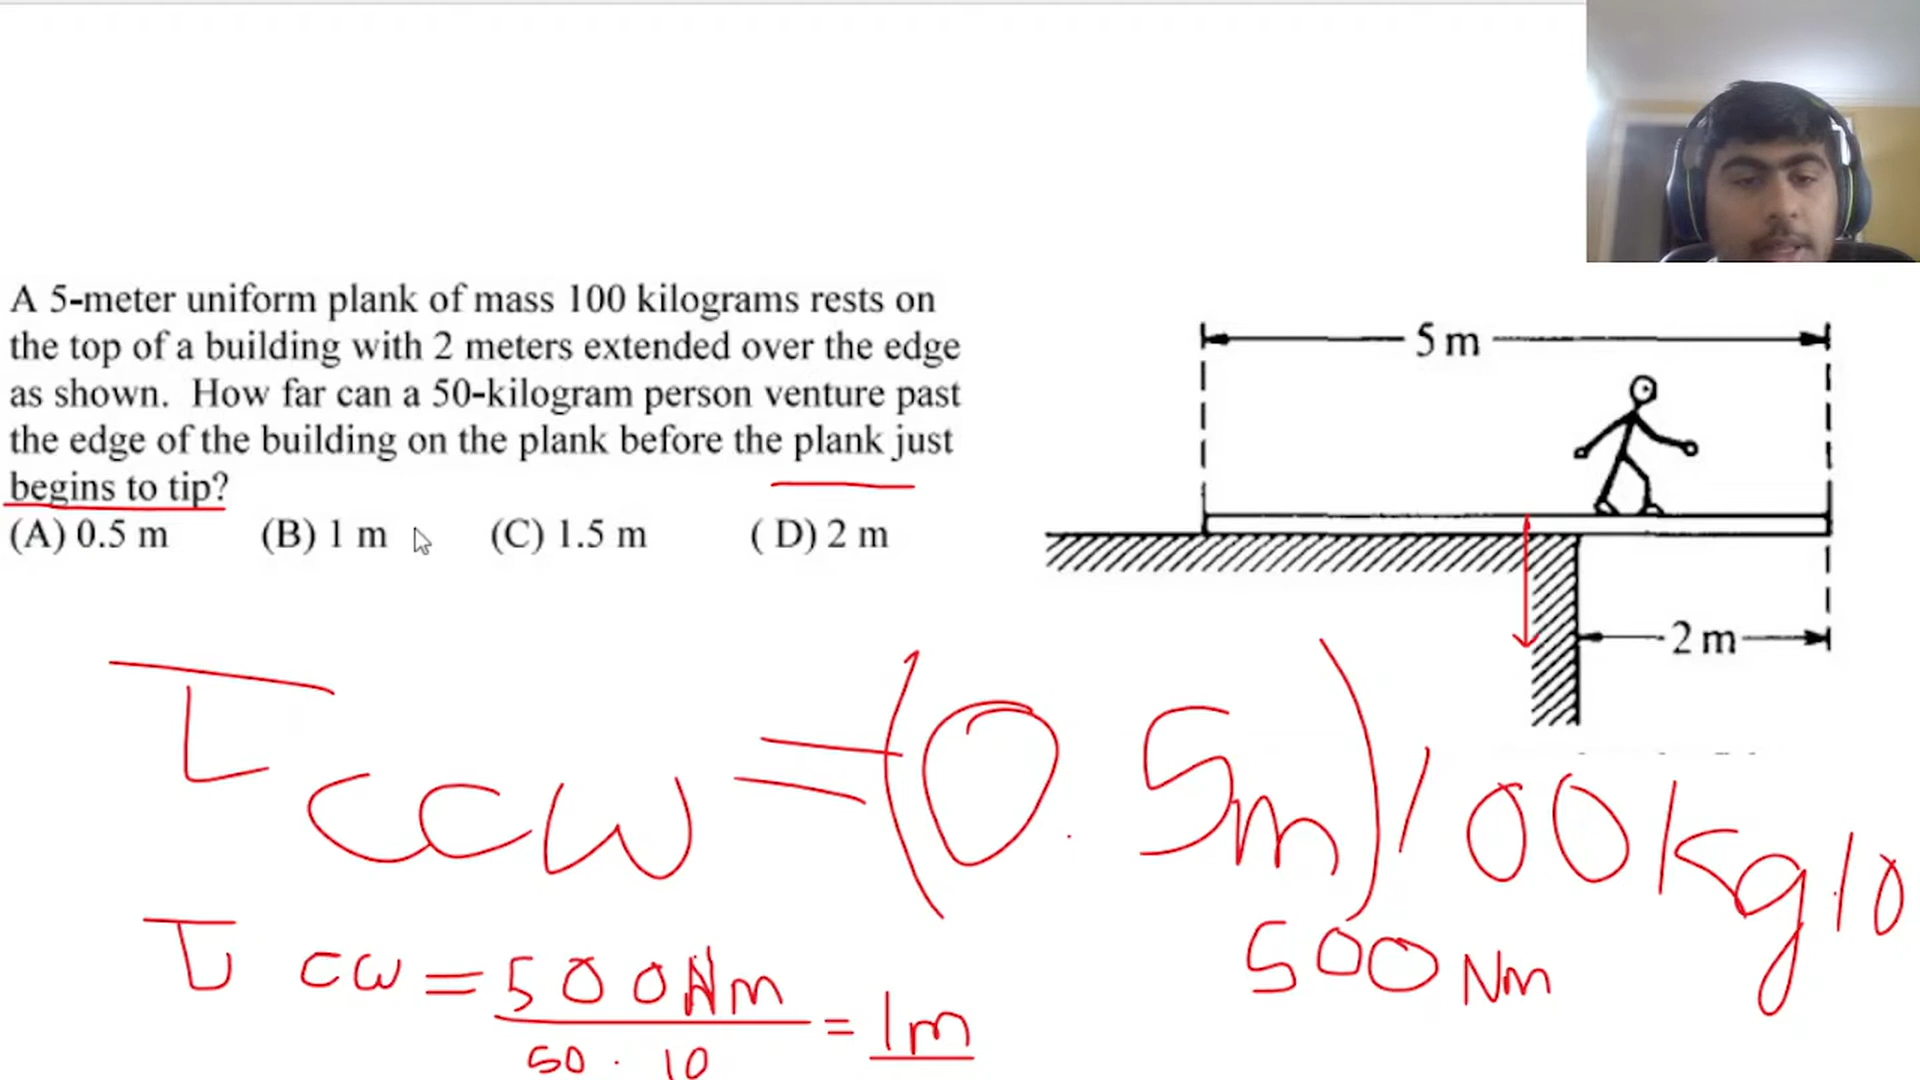 A 5-meter uniform plank of mass 100 kilograms rests on
the top of a building with 2 meters extended over the edge
as shown. How far can a 50-kilogram person venture past
the edge of the building on the plank before the plank just
begins to tip?
(A) 0.5 m (B) 1 m (C) 1.5 m ( D) 2 m
5 m
2 m
τ ccw = (0.5m) 100kg·10
500 Nm
τ cw = 500Nm = 1m
50 · 10